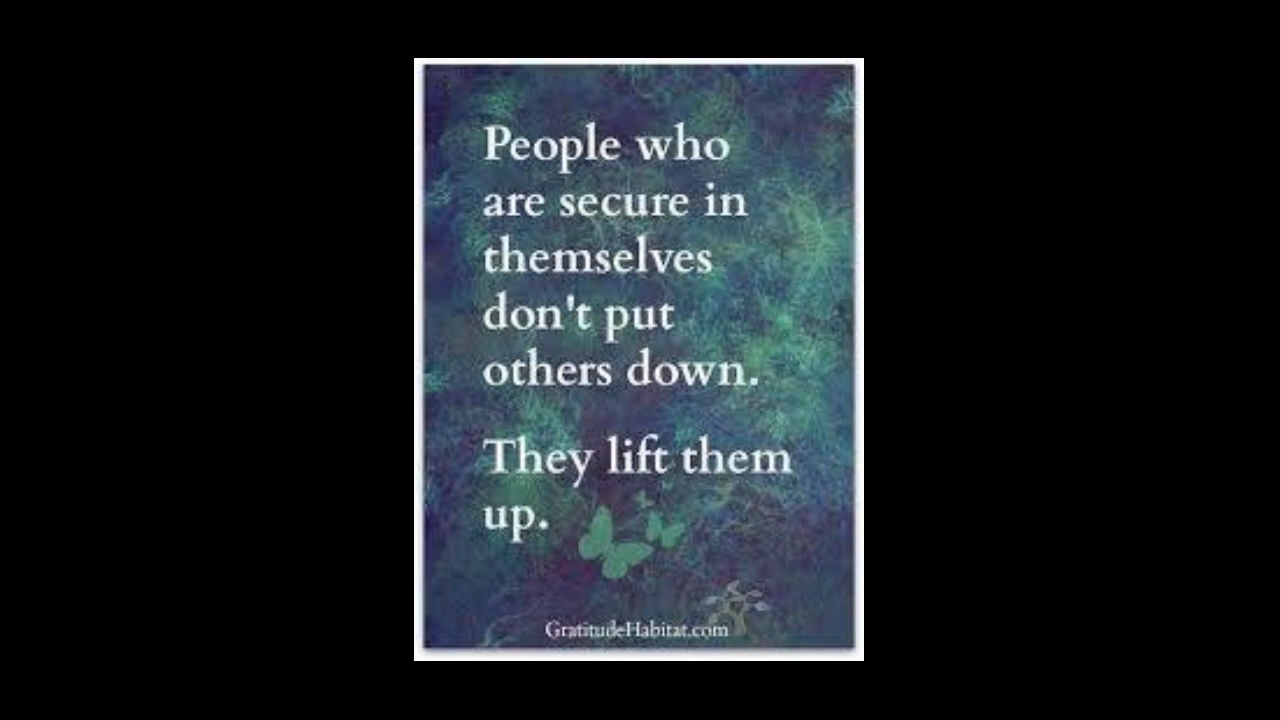 People who
are secure in
themselves
don't put
others down.
They lift them
up.
GratitudeHabitat.com